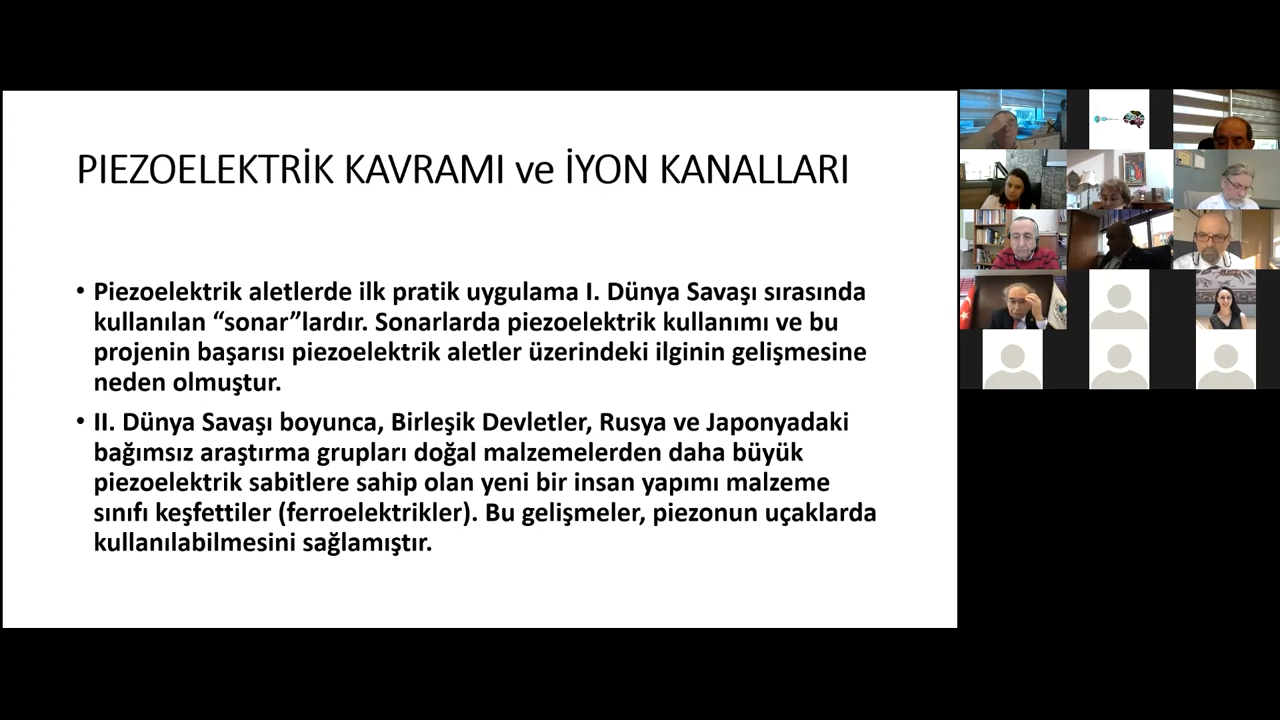 PIEZOELEKTRİK KAVRAMI ve İYON KANALLARI
• Piezoelektrik aletlerde ilk pratik uygulama I. Dünya Savaşı sırasında
kullanılan “sonar”lardır. Sonarlarda piezoelektrik kullanımı ve bu
projenin başarısı piezoelektrik aletler üzerindeki ilginin gelişmesine
neden olmuştur.
• II. Dünya Savaşı boyunca, Birleşik Devletler, Rusya ve Japonyadaki
bağımsız araştırma grupları doğal malzemelerden daha büyük
piezoelektrik sabitlere sahip olan yeni bir insan yapımı malzeme
sınıfı keşfettiler (ferroelektrikler). Bu gelişmeler, piezonun uçaklarda
kullanılabilmesini sağlamıştır.